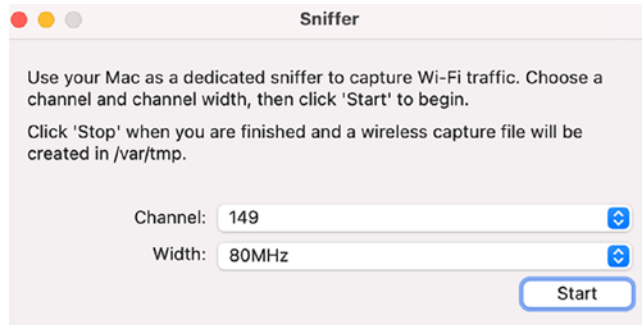 Sniffer
Use your Mac as a dedicated sniffer to capture Wi-Fi traffic. Choose a
channel and channel width, then click 'Start' to begin.
Click 'Stop' when you are finished and a wireless capture file will be
created in /var/tmp.
Channel: 149
Width: 80MHz
Start